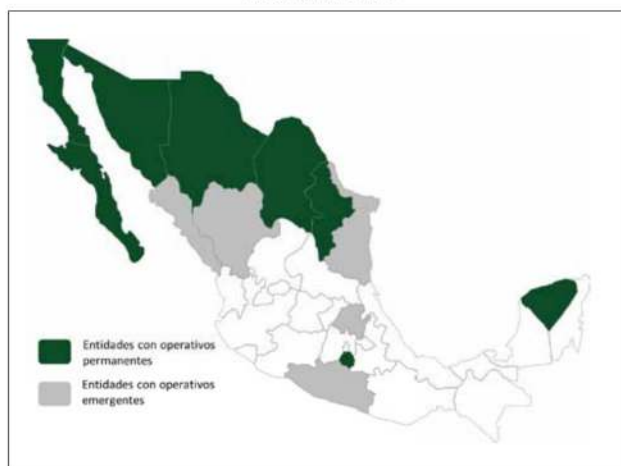 Entidades con operativos
permanentes
Entidades con operativos
emergentes